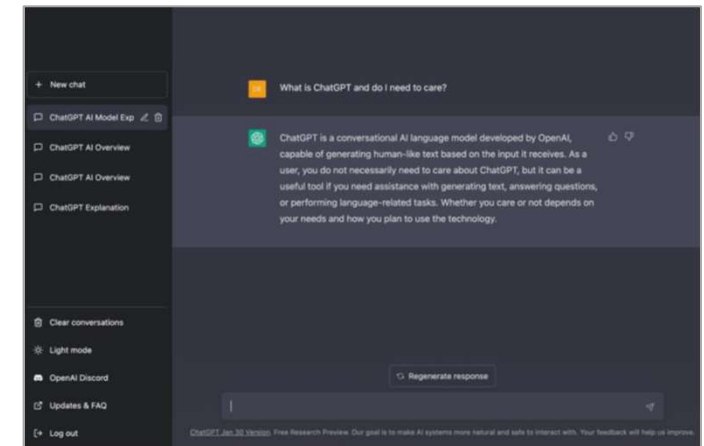 + New chat
ChatGPT AI Model Exp
ChatGPT AI Overview
ChatGPT AI Overview
ChatGPT Explanation
Clear conversations
Light mode
OpenAI Discord
Updates & FAQ
Log out
What is ChatGPT and do I need to care?
ChatGPT is a conversational AI language model developed by OpenAI,
capable of generating human-like text based on the input it receives. As a
user, you do not necessarily need to care about ChatGPT, but it can be a
useful tool if you need assistance with generating text, answering questions,
or performing language-related tasks. Whether you care or not depends on
your needs and how you plan to use the technology.
Regenerate response
ChatGPT Jan 30 Version. Free Research Preview. Our goal is to make AI systems more natural and safe to interact with. Your feedback will help us improve.